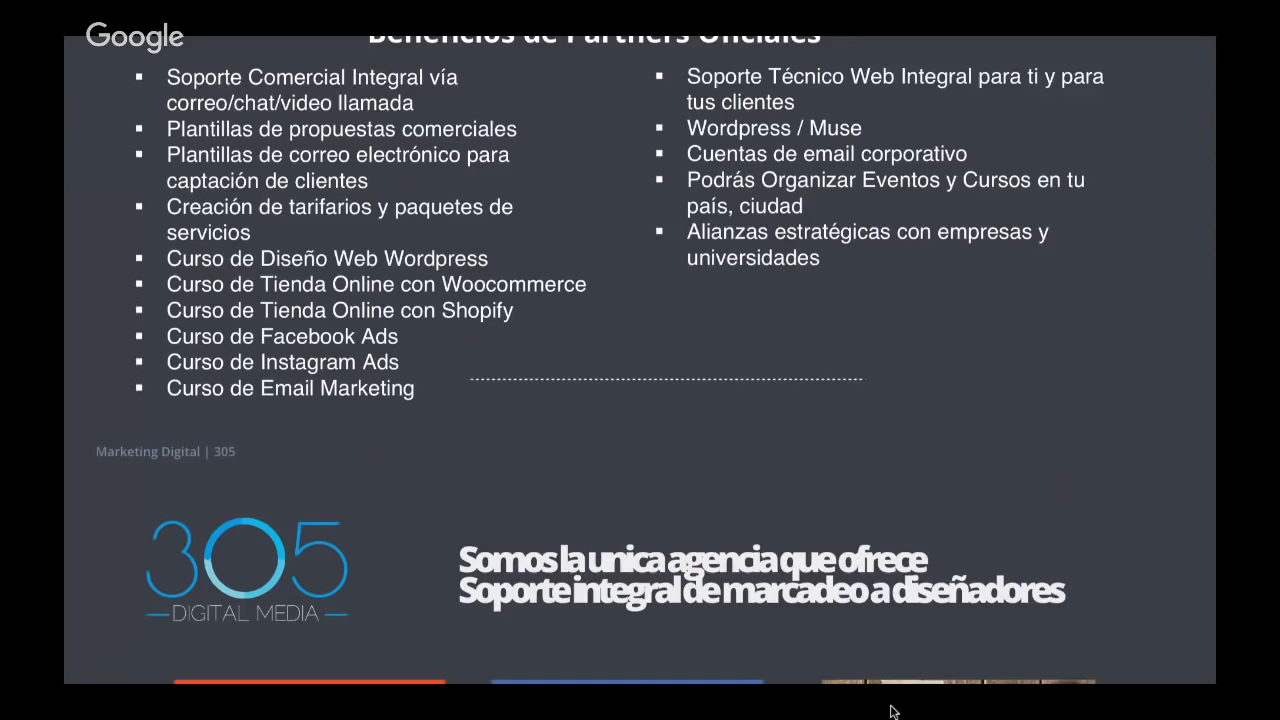 Google
Beneficios de Partners Oficiales
▪ Soporte Comercial Integral vía
correo/chat/video llamada
▪ Plantillas de propuestas comerciales
▪ Plantillas de correo electrónico para
captación de clientes
▪ Creación de tarifarios y paquetes de
servicios
▪ Curso de Diseño Web Wordpress
▪ Curso de Tienda Online con Woocommerce
▪ Curso de Tienda Online con Shopify
▪ Curso de Facebook Ads
▪ Curso de Instagram Ads
▪ Curso de Email Marketing
▪ Soporte Técnico Web Integral para ti y para
tus clientes
▪ Wordpress / Muse
▪ Cuentas de email corporativo
▪ Podrás Organizar Eventos y Cursos en tu
país, ciudad
▪ Alianzas estratégicas con empresas y
universidades
Marketing Digital | 305
305
DIGITAL MEDIA
Somos la unica agencia que ofrece
Soporte integral de marcadeo a diseñadores